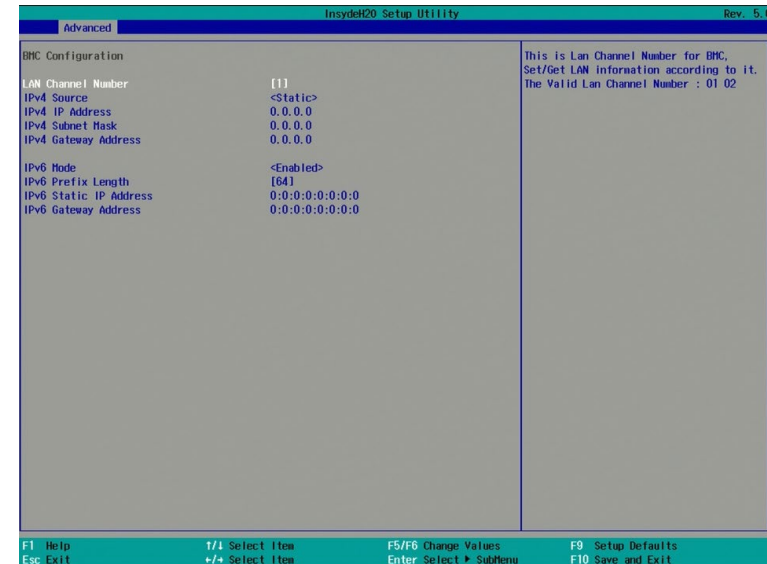 InsydeH2O Setup Utility Rev. 5.
Advanced
BMC Configuration
LAN Channel Number [1]
IPv4 Source <Static>
IPv4 IP Address 0.0.0.0
IPv4 Subnet Mask 0.0.0.0
IPv4 Gateway Address 0.0.0.0
IPv6 Mode <Enabled>
IPv6 Prefix Length [64]
IPv6 Static IP Address 0:0:0:0:0:0:0:0
IPv6 Gateway Address 0:0:0:0:0:0:0:0
This is Lan Channel Number for BMC,
Set/Get LAN information according to it.
The Valid Lan Channel Number : 01 02
F1 Help ↑/↓ Select Item F5/F6 Change Values F9 Setup Defaults
Esc Exit ←/→ Select Item Enter Select ▶ SubMenu F10 Save and Exit